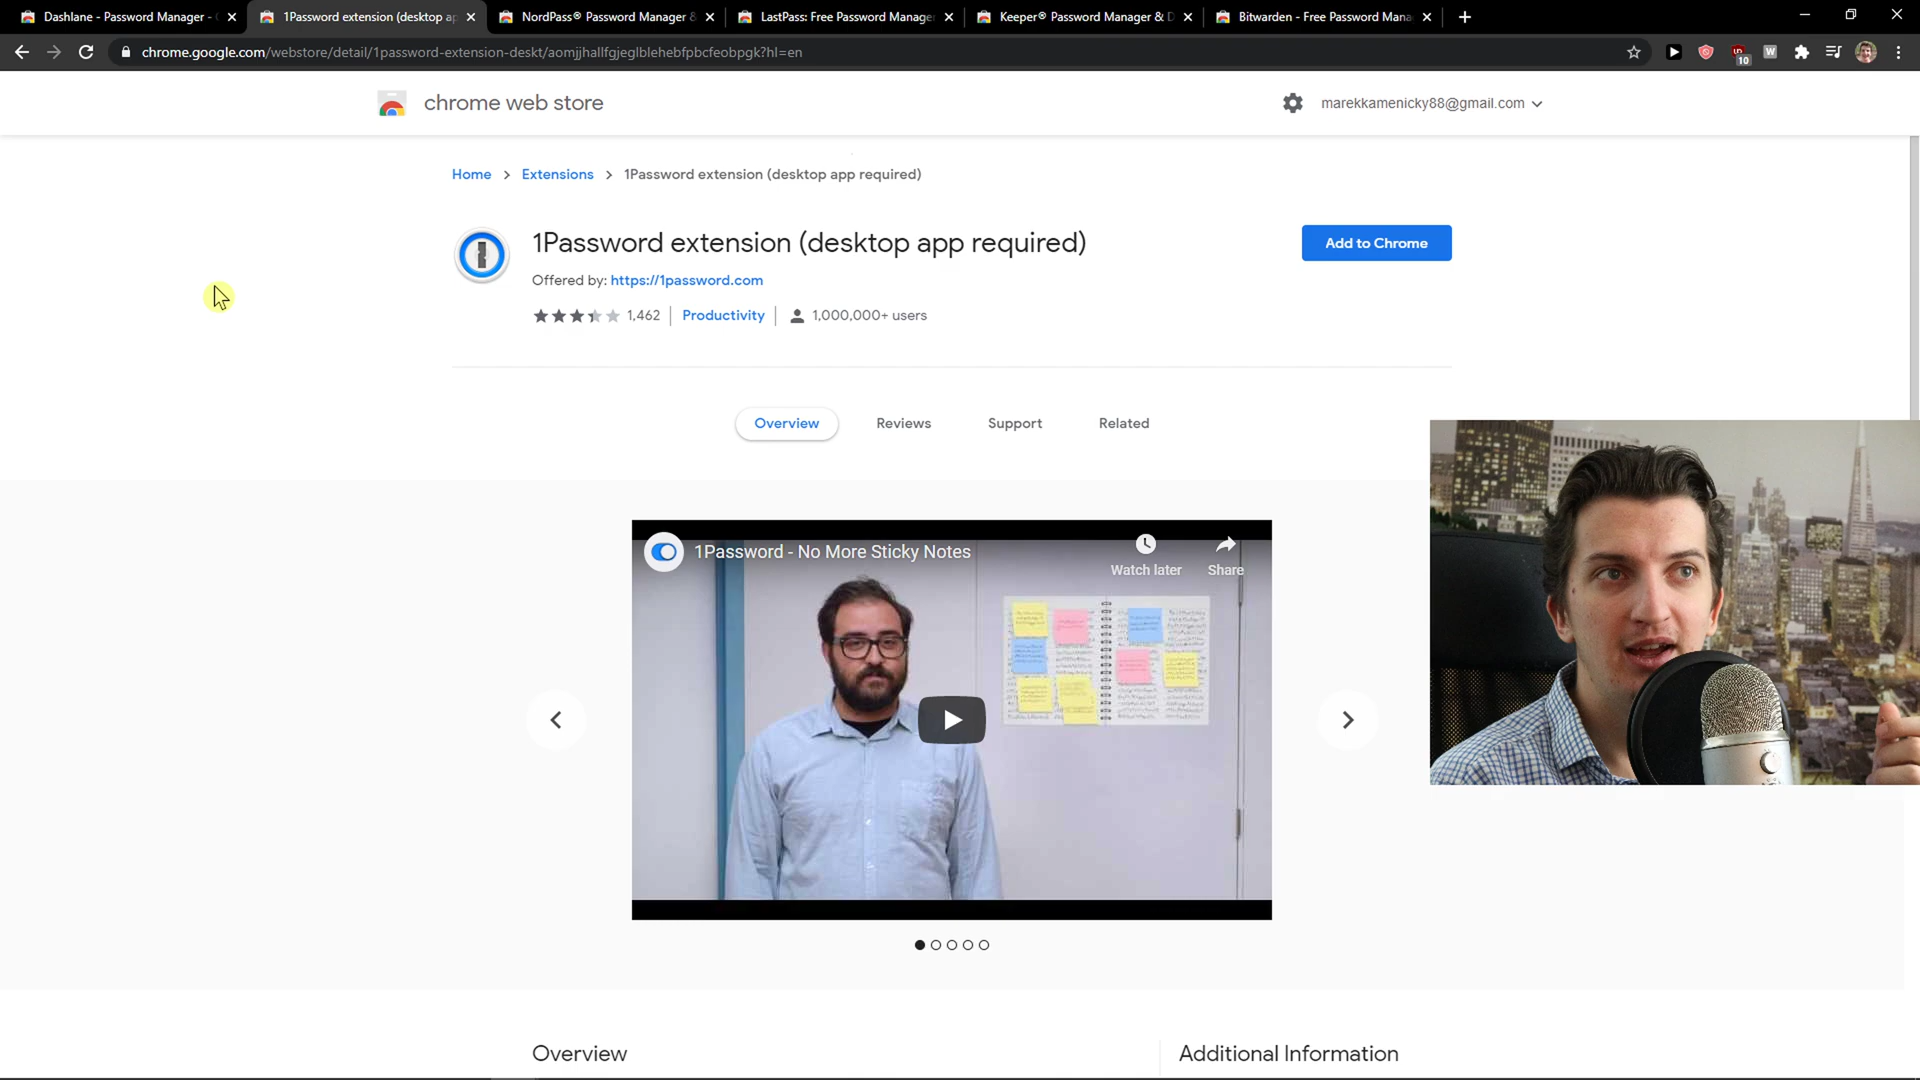 Dashlane - Password Manager -
1Password extension (desktop ap
NordPass® Password Manager &
LastPass: Free Password Manager
Keeper® Password Manager & D
Bitwarden - Free Password Mana
chrome.google.com/webstore/detail/1password-extension-deskt/aomjjhallfgjeglblehebfpbcfeobpgk?hl=en
10
W
chrome web store
marekkamenicky88@gmail.com
Home > Extensions > 1Password extension (desktop app required)
1Password extension (desktop app required)
Add to Chrome
Offered by: https://1password.com
1,462 | Productivity | 1,000,000+ users
Overview
Reviews
Support
Related
1Password - No More Sticky Notes
Watch later
Share
Overview
Additional Information